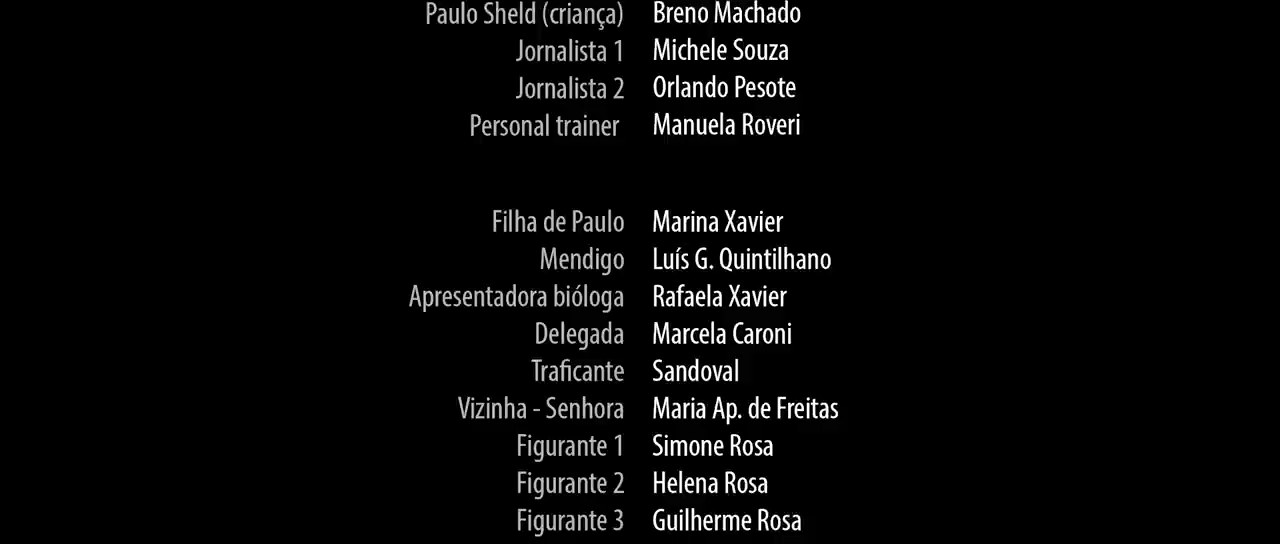 Paulo Sheld (criança) Breno Machado
Jornalista 1 Michele Souza
Jornalista 2 Orlando Pesote
Personal trainer Manuela Roveri
Filha de Paulo Marina Xavier
Mendigo Luís G. Quintilhano
Apresentadora bióloga Rafaela Xavier
Delegada Marcela Caroni
Traficante Sandoval
Vizinha - Senhora Maria Ap. de Freitas
Figurante 1 Simone Rosa
Figurante 2 Helena Rosa
Figurante 3 Guilherme Rosa